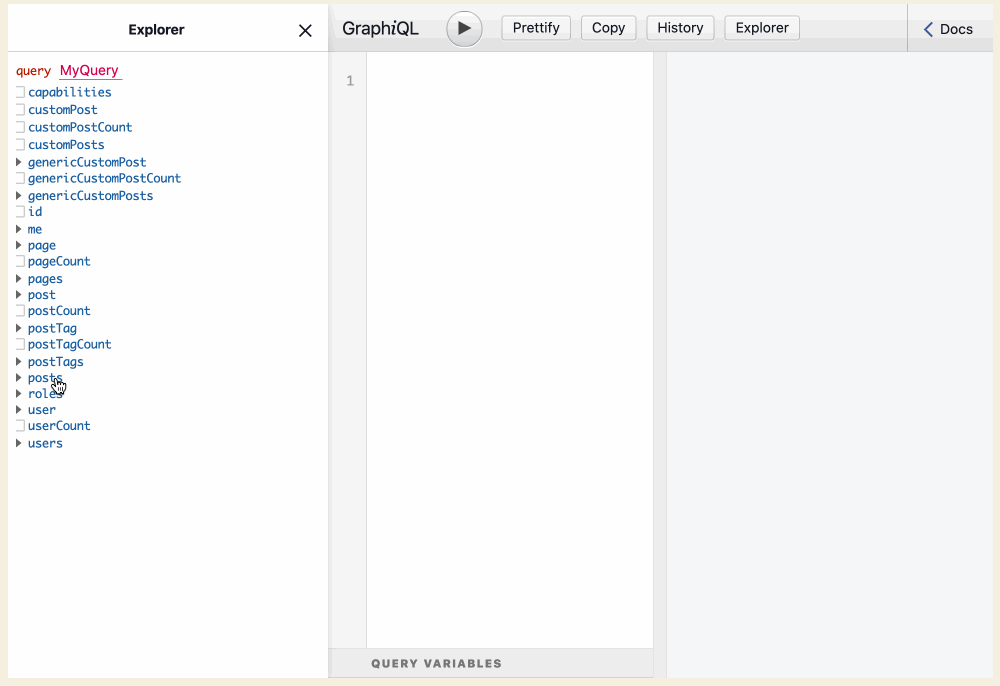 Explorer
GraphiQL
Prettify
Copy
History
Explorer
Docs
query MyQuery
capabilities
customPost
customPostCount
customPosts
genericCustomPost
genericCustomPostCount
genericCustomPosts
id
me
page
pageCount
pages
post
postCount
postTag
postTagCount
postTags
posts
roles
user
userCount
users
1
QUERY VARIABLES